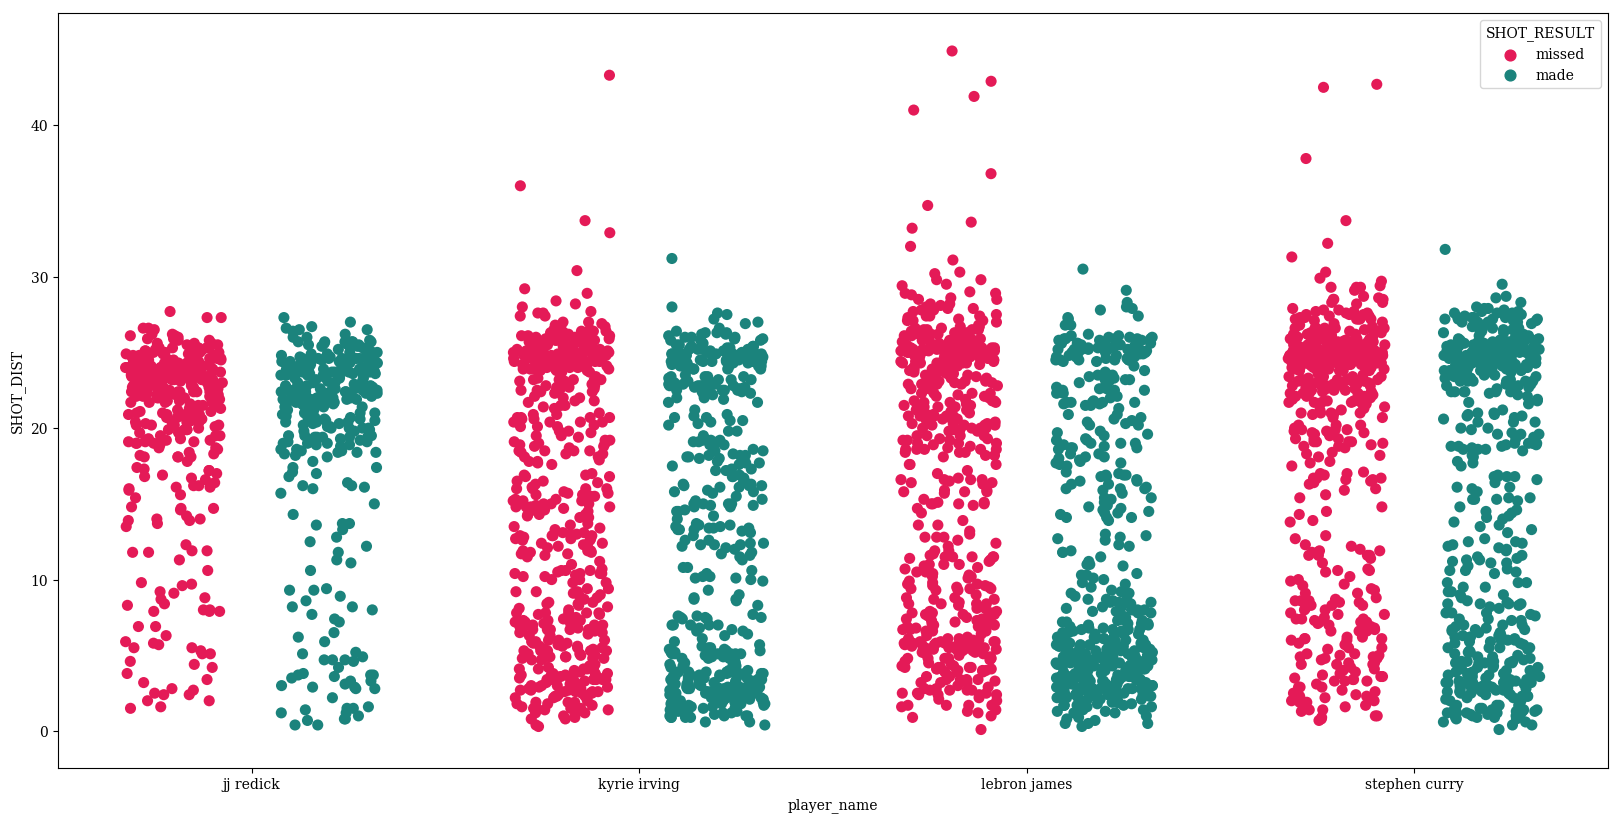 SHOT_RESULT
missed
made
40
30
20
10
0
SHOT_DIST
jj redick
kyrie irving
lebron james
stephen curry
player_name